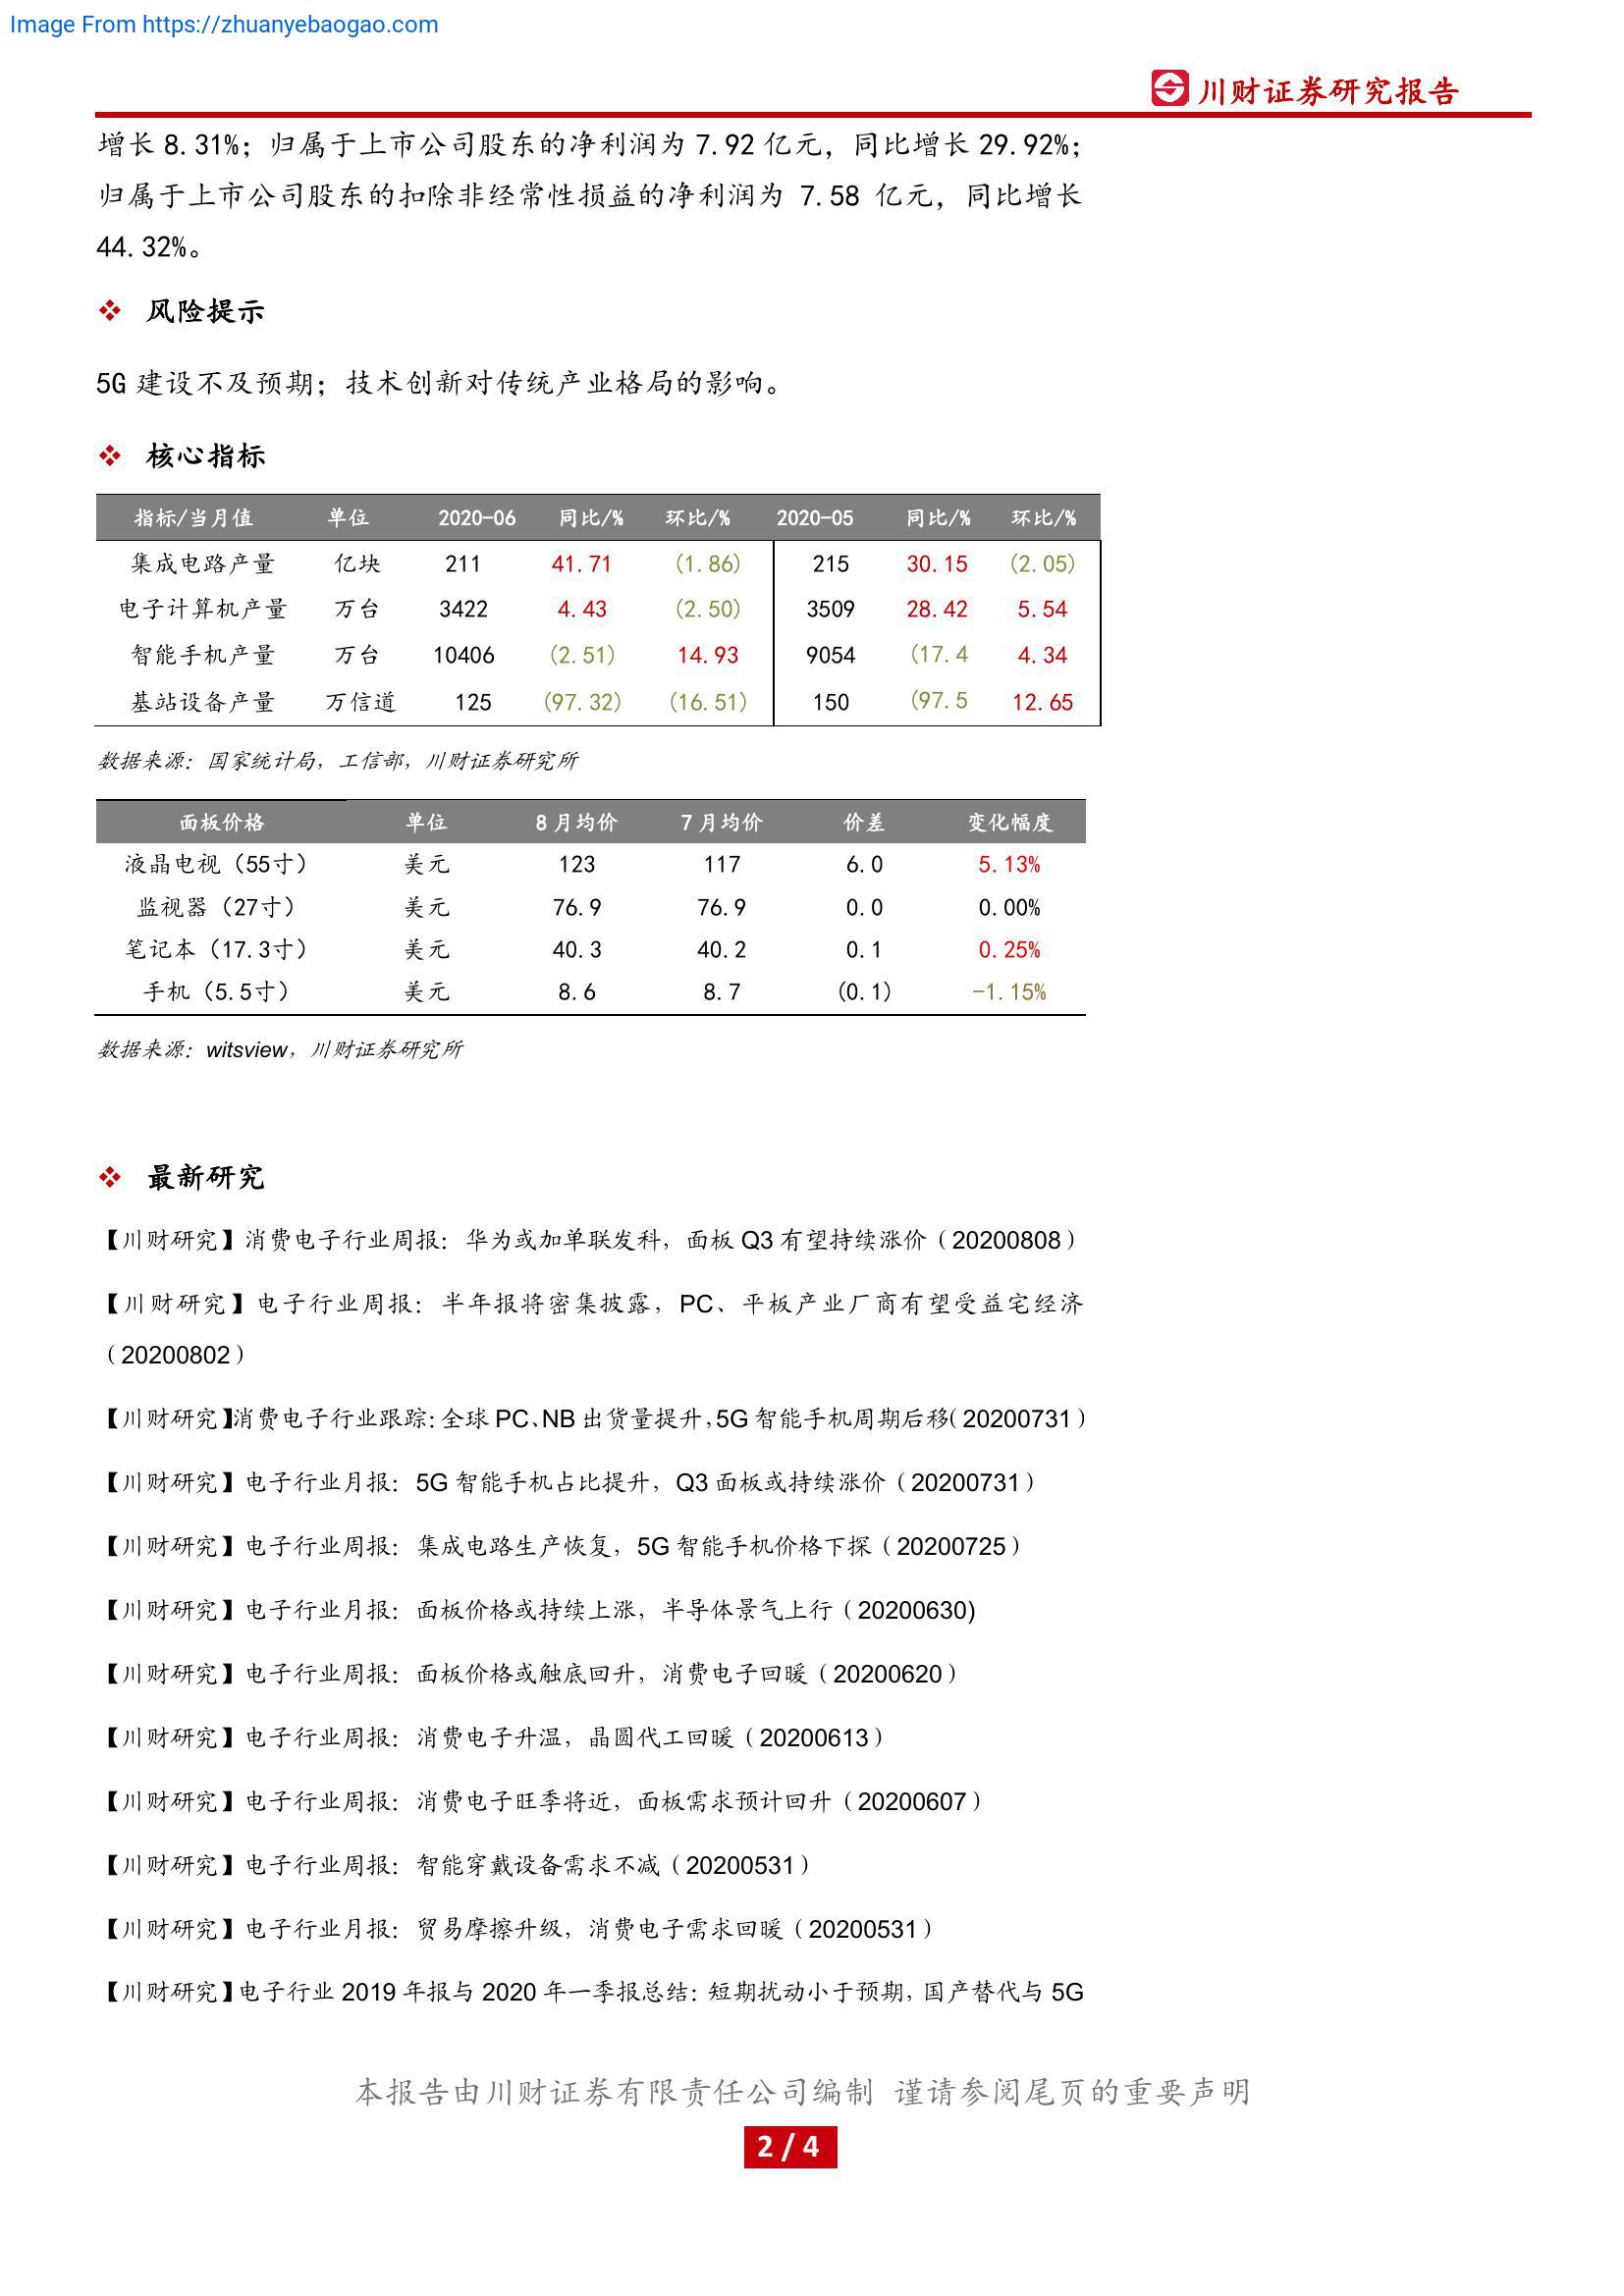 Image From https://zhuanyebaogao.com
川财证券研究报告
增长 8.31%；归属于上市公司股东的净利润为 7.92 亿元，同比增长 29.92%；
归属于上市公司股东的扣除非经常性损益的净利润为 7.58 亿元，同比增长
44.32%。
风险提示
5G 建设不及预期；技术创新对传统产业格局的影响。
核心指标
指标/当月值 单位 2020-06 同比/% 环比/% 2020-05 同比/% 环比/%
集成电路产量 亿块 211 41.71 (1.86) 215 30.15 (2.05)
电子计算机产量 万台 3422 4.43 (2.50) 3509 28.42 5.54
智能手机产量 万台 10406 (2.51) 14.93 9054 (17.4 4.34
基站设备产量 万信道 125 (97.32) (16.51) 150 (97.5 12.65
数据来源：国家统计局，工信部，川财证券研究所
面板价格 单位 8 月均价 7 月均价 价差 变化幅度
液晶电视（55寸） 美元 123 117 6.0 5.13%
监视器（27寸） 美元 76.9 76.9 0.0 0.00%
笔记本（17.3寸） 美元 40.3 40.2 0.1 0.25%
手机（5.5寸） 美元 8.6 8.7 (0.1) -1.15%
数据来源：witsview，川财证券研究所
最新研究
【川财研究】消费电子行业周报：华为或加单联发科，面板 Q3 有望持续涨价（20200808）
【川财研究】电子行业周报：半年报将密集披露，PC、平板产业厂商有望受益宅经济
（20200802）
【川财研究】消费电子行业跟踪：全球 PC、NB 出货量提升，5G 智能手机周期后移（20200731）
【川财研究】电子行业月报：5G 智能手机占比提升，Q3 面板或持续涨价（20200731）
【川财研究】电子行业周报：集成电路生产恢复，5G 智能手机价格下探（20200725）
【川财研究】电子行业月报：面板价格或持续上涨，半导体景气上行（20200630)
【川财研究】电子行业周报：面板价格或触底回升，消费电子回暖（20200620）
【川财研究】电子行业周报：消费电子升温，晶圆代工回暖（20200613）
【川财研究】电子行业周报：消费电子旺季将近，面板需求预计回升（20200607）
【川财研究】电子行业周报：智能穿戴设备需求不减（20200531）
【川财研究】电子行业月报：贸易摩擦升级，消费电子需求回暖（20200531）
【川财研究】电子行业 2019 年报与 2020 年一季报总结：短期扰动小于预期，国产替代与 5G
本报告由川财证券有限责任公司编制 谨请参阅尾页的重要声明
2 / 4